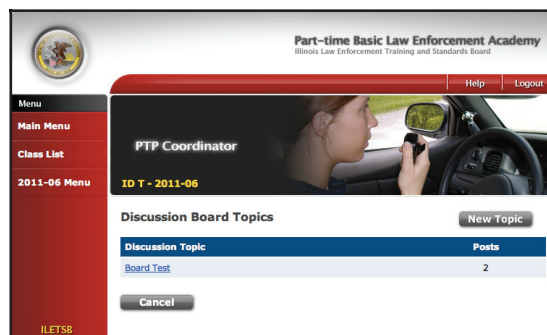 Part-time Basic Law Enforcement Academy
Illinois Law Enforcement Training and Standards Board
Help Logout
Menu
Main Menu
Class List
2011-06 Menu
PTP Coordinator
ID T - 2011-06
Discussion Board Topics
New Topic
Discussion Topic Posts
Board Test 2
Cancel
ILETSB